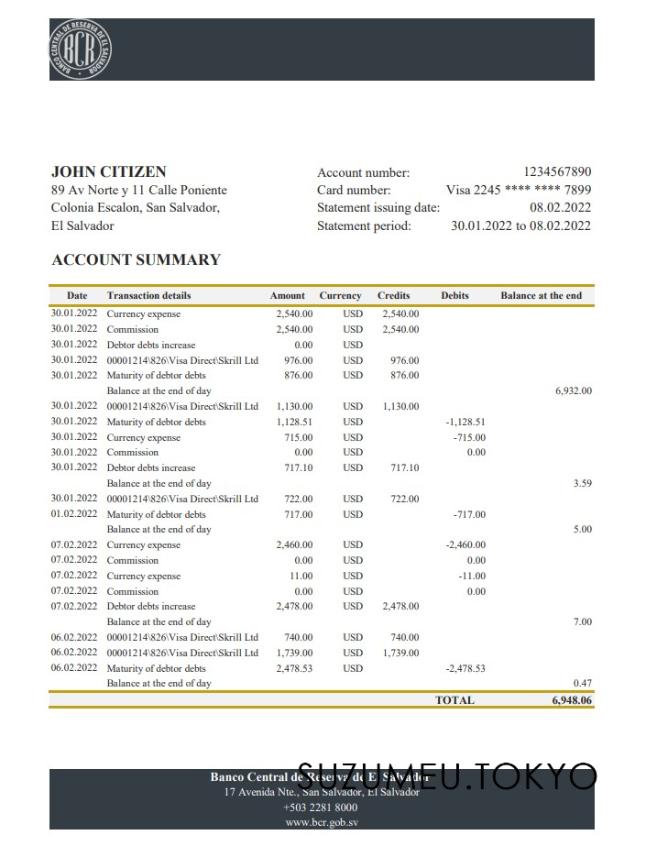 BANCO CENTRAL DE RESERVA DE EL SALVADOR
BCR
JOHN CITIZEN
89 Av Norte y 11 Calle Poniente
Colonia Escalon, San Salvador,
El Salvador
Account number: 1234567890
Card number: Visa 2245 **** **** 7899
Statement issuing date: 08.02.2022
Statement period: 30.01.2022 to 08.02.2022
ACCOUNT SUMMARY
Date Transaction details Amount Currency Credits Debits Balance at the end
30.01.2022 Currency expense 2,540.00 USD 2,540.00
30.01.2022 Commission 2,540.00 USD 2,540.00
30.01.2022 Debtor debts increase 0.00 USD
30.01.2022 00001214\826\Visa Direct\Skrill Ltd 976.00 USD 976.00
30.01.2022 Maturity of debtor debts 876.00 USD 876.00
Balance at the end of day 6,932.00
30.01.2022 00001214\826\Visa Direct\Skrill Ltd 1,130.00 USD 1,130.00
30.01.2022 Maturity of debtor debts 1,128.51 USD -1,128.51
30.01.2022 Currency expense 715.00 USD -715.00
30.01.2022 Commission 0.00 USD 0.00
30.01.2022 Debtor debts increase 717.10 USD 717.10
Balance at the end of day 3.59
30.01.2022 00001214\826\Visa Direct\Skrill Ltd 722.00 USD 722.00
01.02.2022 Maturity of debtor debts 717.00 USD -717.00
Balance at the end of day 5.00
07.02.2022 Currency expense 2,460.00 USD -2,460.00
07.02.2022 Commission 0.00 USD 0.00
07.02.2022 Currency expense 11.00 USD -11.00
07.02.2022 Commission 0.00 USD 0.00
07.02.2022 Debtor debts increase 2,478.00 USD 2,478.00
Balance at the end of day 7.00
06.02.2022 00001214\826\Visa Direct\Skrill Ltd 740.00 USD 740.00
06.02.2022 00001214\826\Visa Direct\Skrill Ltd 1,739.00 USD 1,739.00
06.02.2022 Maturity of debtor debts 2,478.53 USD -2,478.53
Balance at the end of day 0.47
TOTAL 6,948.06
Banco Central de Reserva de El Salvador
SUZUMEU.TOKYO
17 Avenida Nte., San Salvador, El Salvador
+503 2281 8000
www.bcr.gob.sv